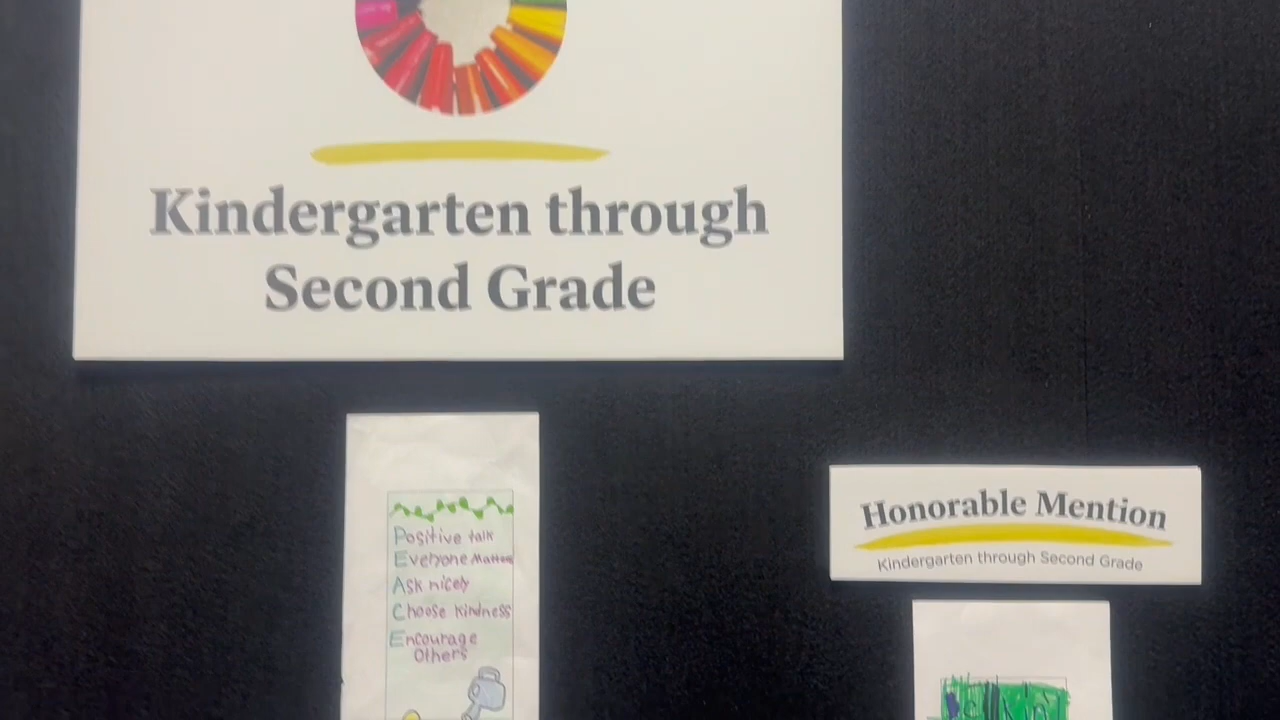 Kindergarten through
Second Grade
Positive talk
Everyone Matters
Ask nicely
Choose Kindness
Encourage
Others
Honorable Mention
Kindergarten through Second Grade